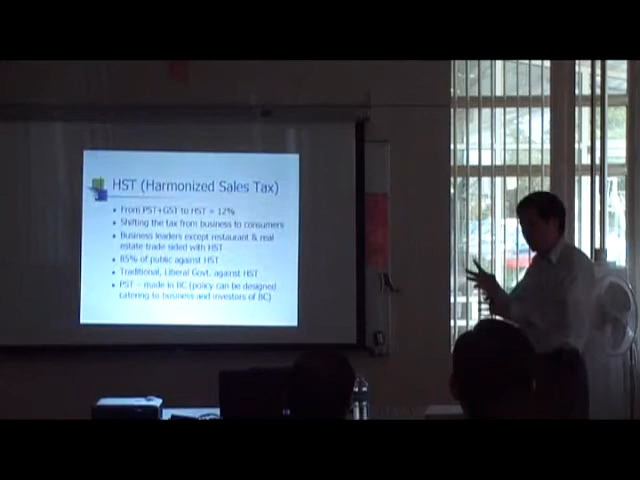 HST (Harmonized Sales Tax)
From PST+GST to HST = 12%
Shifting the tax from business to consumers
Business leaders except restaurant & real
estate trade sided with HST
85% of public against HST
Traditional, Liberal Govt. against HST
PST – made in BC (policy can be designed
catering to business and investors of BC)